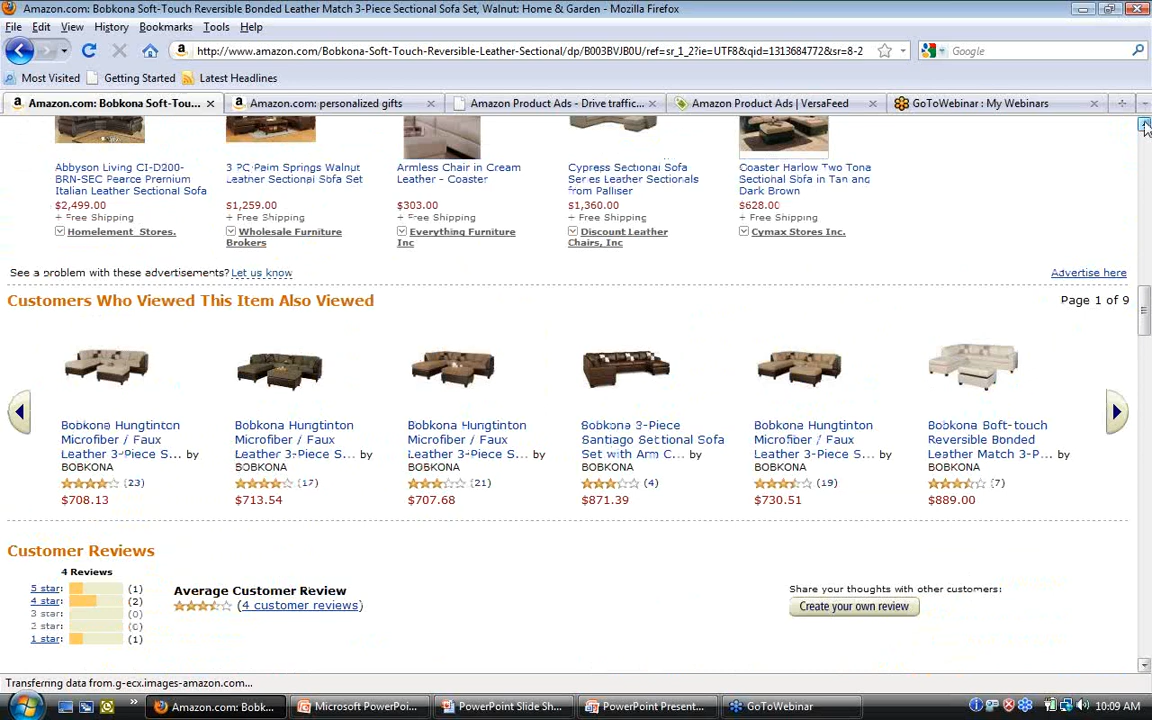 Amazon.com: Bobkona Soft-Touch Reversible Bonded Leather Match 3-Piece Sectional Sofa Set, Walnut: Home & Garden - Mozilla Firefox
File Edit View History Bookmarks Tools Help
http://www.amazon.com/Bobkona-Soft-Touch-Reversible-Leather-Sectional/dp/B003BVJB0U/ref=sr_1_2?ie=UTF8&qid=1313684772&sr=8-2 Google
Most Visited Getting Started Latest Headlines
Amazon.com: Bobkona Soft-Tou... Amazon.com: personalized gifts Amazon Product Ads - Drive traffic... Amazon Product Ads | VersaFeed GoToWebinar : My Webinars
Abbyson Living CI-D200-
BRN-SEC Pearce Premium
Italian Leather Sectional Sofa
$2,499.00
+ Free Shipping
Homelement Stores.
3 PC Palm Springs Walnut
Leather Sectional Sofa Set
$1,259.00
+ Free Shipping
Wholesale Furniture
Brokers
Armless Chair in Cream
Leather - Coaster
$303.00
+ Free Shipping
Everything Furniture
Inc
Cypress Sectional Sofa
Series Leather Sectionals
from Palliser
$1,360.00
+ Free Shipping
Discount Leather
Chairs, Inc
Coaster Harlow Two Tone
Sectional Sofa in Tan and
Dark Brown
$628.00
+ Free Shipping
Cymax Stores Inc.
See a problem with these advertisements? Let us know
Advertise here
Customers Who Viewed This Item Also Viewed
Page 1 of 9
Bobkona Hungtinton
Microfiber / Faux
Leather 3-Piece S... by
BOBKONA
(23)
$708.13
Bobkona Hungtinton
Microfiber / Faux
Leather 3-Piece S... by
BOBKONA
(17)
$713.54
Bobkona Hungtinton
Microfiber / Faux
Leather 3-Piece S... by
BOBKONA
(21)
$707.68
Bobkona 3-Piece
Santiago Sectional Sofa
Set with Arm C... by
BOBKONA
(4)
$871.39
Bobkona Hungtinton
Microfiber / Faux
Leather 3-Piece S... by
BOBKONA
(19)
$730.51
Bobkona Boft-touch
Reversible Bonded
Leather Match 3-P... by
BOBKONA
(7)
$889.00
Customer Reviews
4 Reviews
5 star: (1)
4 star: (2)
3 star: (0)
2 star: (0)
1 star: (1)
Average Customer Review
(4 customer reviews)
Share your thoughts with other customers:
Create your own review
Transferring data from g-ecx.images-amazon.com...
Amazon.com: Bobk... Microsoft PowerPoi... PowerPoint Slide Sh... PowerPoint Present... GoToWebinar 10:09 AM